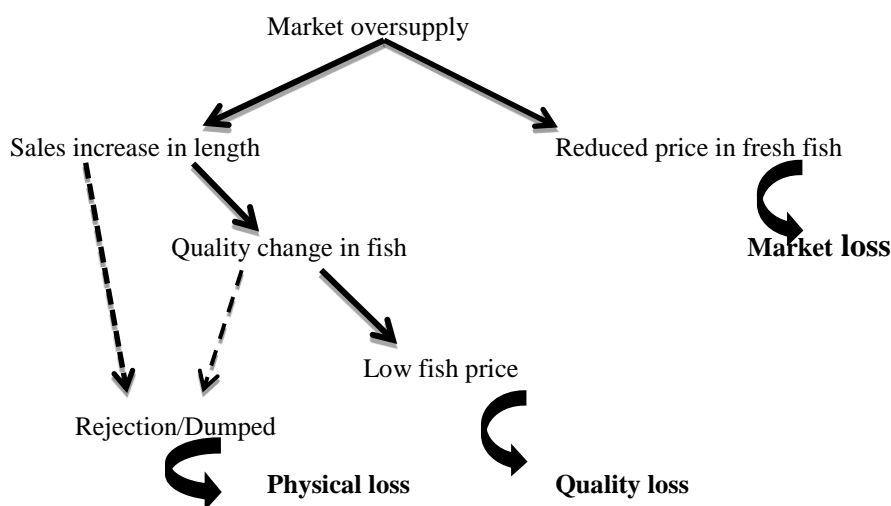 Market oversupply
Sales increase in length
Reduced price in fresh fish
Quality change in fish
Market loss
Low fish price
Rejection/Dumped
Physical loss
Quality loss